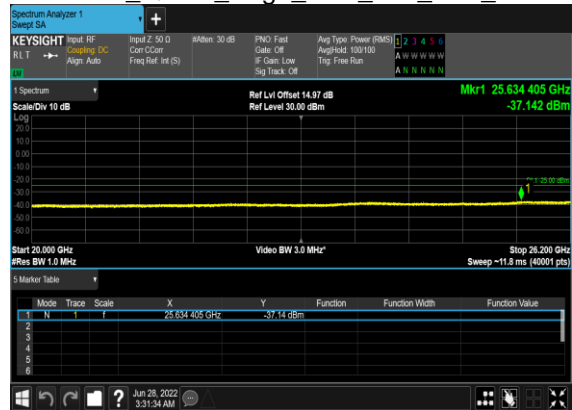 Spectrum Analyzer 1
Swept SA
+
KEYSIGHT
RLT
Input: RF
Coupling: DC
Align: Auto
Input Z: 50 Ω
Corr CCorr
Freq Ref: Int (S)
#Atten: 30 dB
PNO: Fast
Gate: Off
IF Gain: Low
Sig Track: Off
Avg Type: Power (RMS)
Avg|Hold: 100/100
Trig: Free Run
1 2 3 4 5 6
A W W W W W
A N N N N N
1 Spectrum
Scale/Div 10 dB
Ref Lvl Offset 14.97 dB
Ref Level 30.00 dBm
Mkr1 25.634 405 GHz
-37.142 dBm
Log
20.0
10.0
0.00
-10.0
-20.0
-30.0
-40.0
-50.0
-60.0
1 -25.00 dBm
1
Start 20.000 GHz
#Res BW 1.0 MHz
Video BW 3.0 MHz*
Stop 26.200 GHz
Sweep ~11.8 ms (40001 pts)
5 Marker Table
Mode Trace Scale X Y Function Function Width Function Value
1 N 1 f 25.634 405 GHz -37.14 dBm
2
3
4
5
6
?
Jun 28, 2022
3:31:34 AM